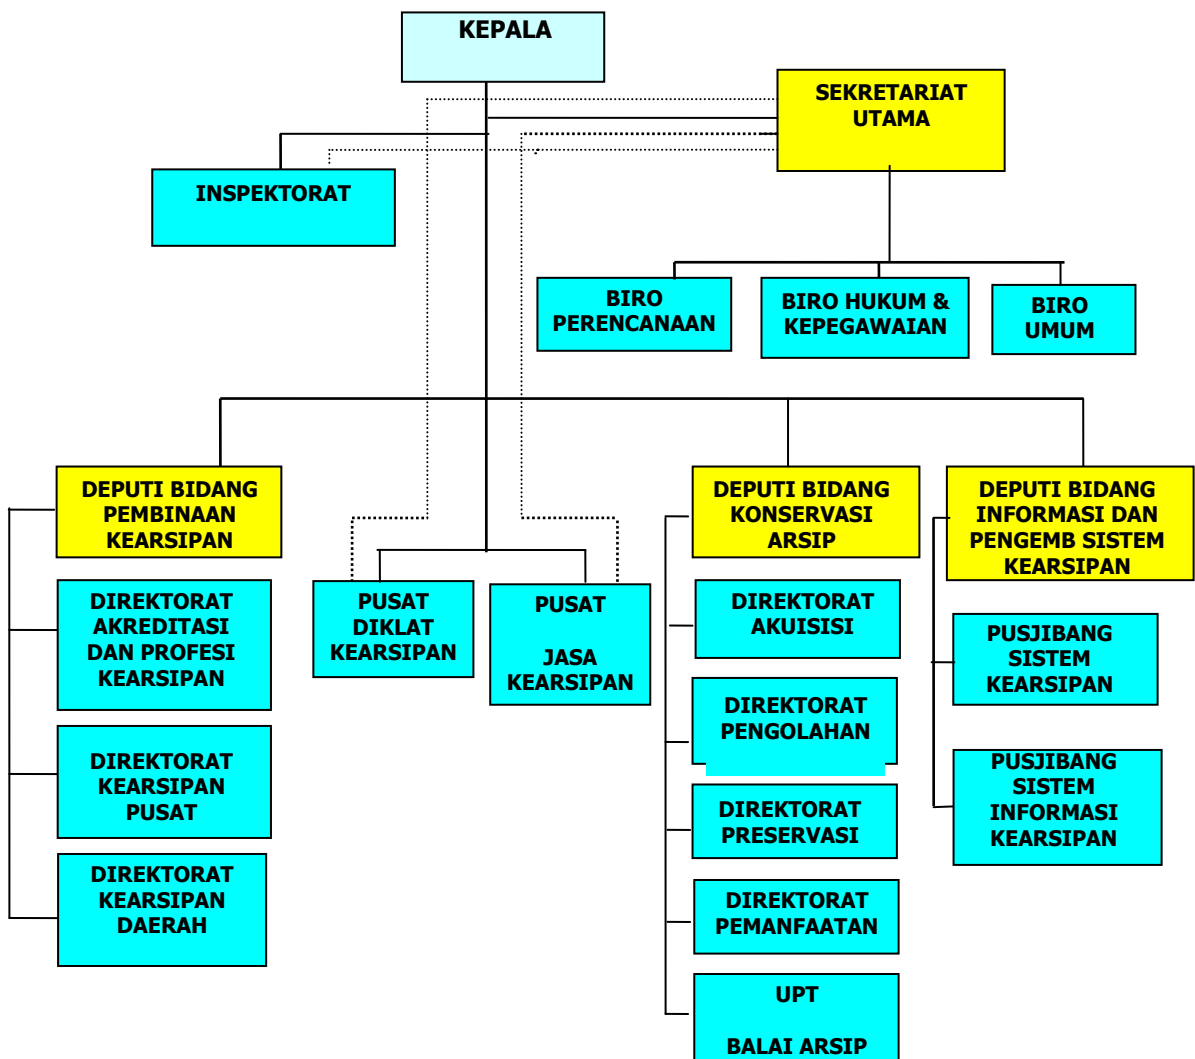 KEPALA
SEKRETARIAT
UTAMA
INSPEKTORAT
BIRO
PERENCANAAN
BIRO HUKUM &
KEPEGAWAIAN
BIRO
UMUM
DEPUTI BIDANG
PEMBINAAN
KEARSIPAN
DIREKTORAT
AKREDITASI
DAN PROFESI
KEARSIPAN
DIREKTORAT
KEARSIPAN
PUSAT
DIREKTORAT
KEARSIPAN
DAERAH
PUSAT
DIKLAT
KEARSIPAN
PUSAT
JASA
KEARSIPAN
DEPUTI BIDANG
KONSERVASI
ARSIP
DIREKTORAT
AKUISISI
DIREKTORAT
PENGOLAHAN
DIREKTORAT
PRESERVASI
DIREKTORAT
PEMANFAATAN
UPT
BALAI ARSIP
DEPUTI BIDANG
INFORMASI DAN
PENGEMB SISTEM
KEARSIPAN
PUSJIBANG
SISTEM
KEARSIPAN
PUSJIBANG
SISTEM
INFORMASI
KEARSIPAN